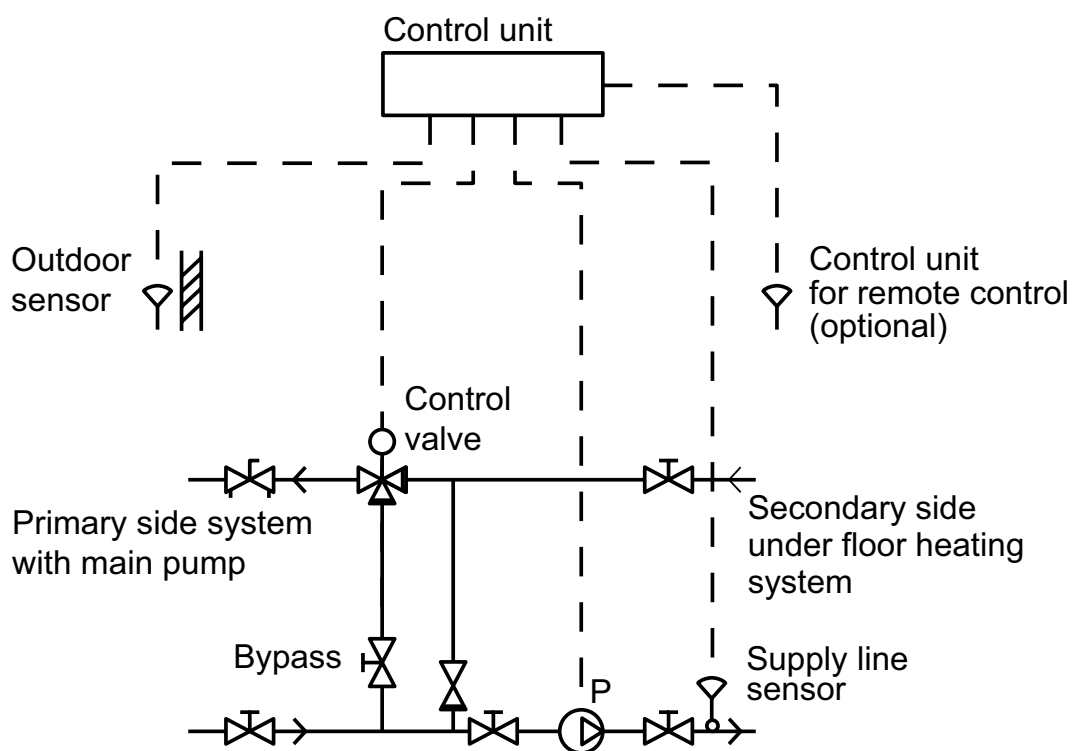 Control unit
Outdoor
sensor
Control unit
for remote control
(optional)
Control
valve
Primary side system
with main pump
Secondary side
under floor heating
system
Bypass
P
Supply line
sensor